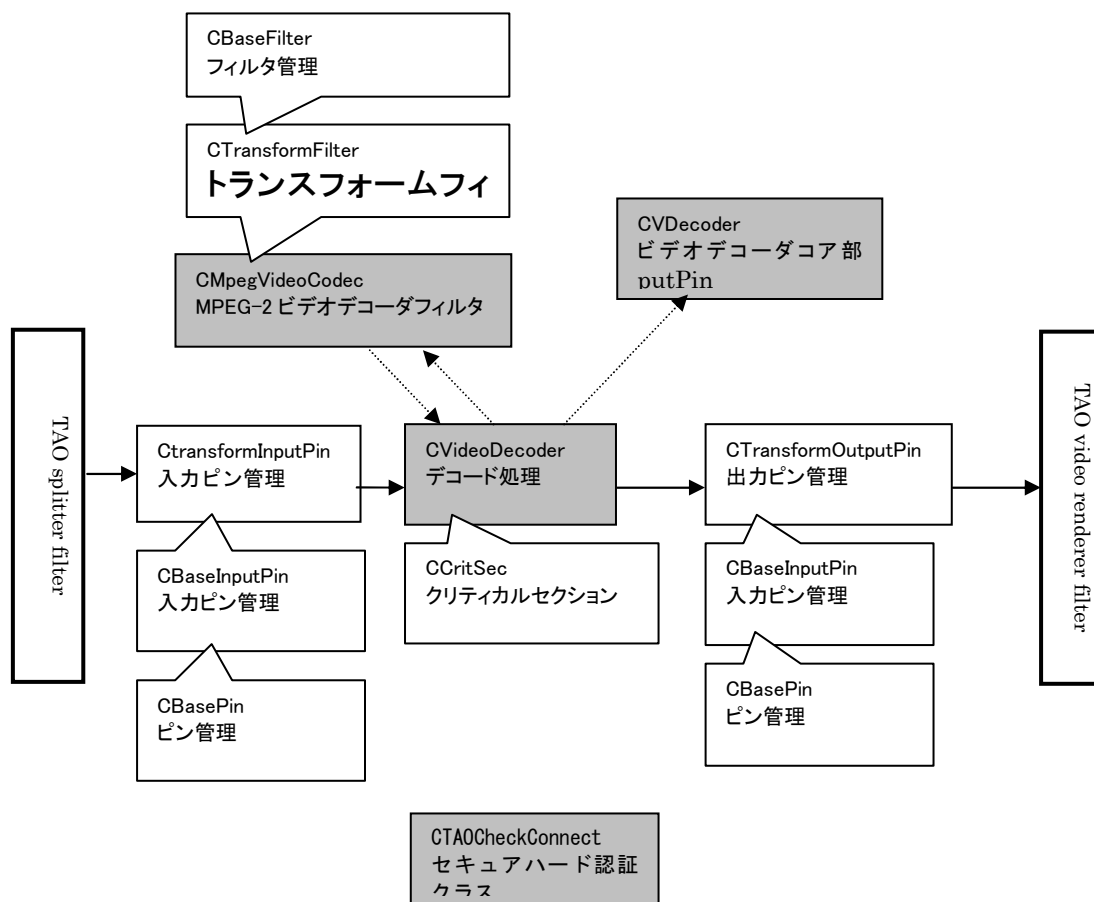 CBaseFilter
フィルタ管理
CTransformFilter
トランスフォームフィ
CVDecoder
ビデオデコーダコア部
putPin
CMpegVideoCodec
MPEG-2 ビデオデコーダフィルタ
TAO splitter filter
CtransformInputPin
入力ピン管理
CVideoDecoder
デコード処理
CTransformOutputPin
出力ピン管理
TAO video renderer filter
CBaseInputPin
入力ピン管理
CCritSec
クリティカルセクション
CBaseInputPin
入力ピン管理
CBasePin
ピン管理
CBasePin
ピン管理
CTAOCheckConnect
セキュアハード認証
クラス